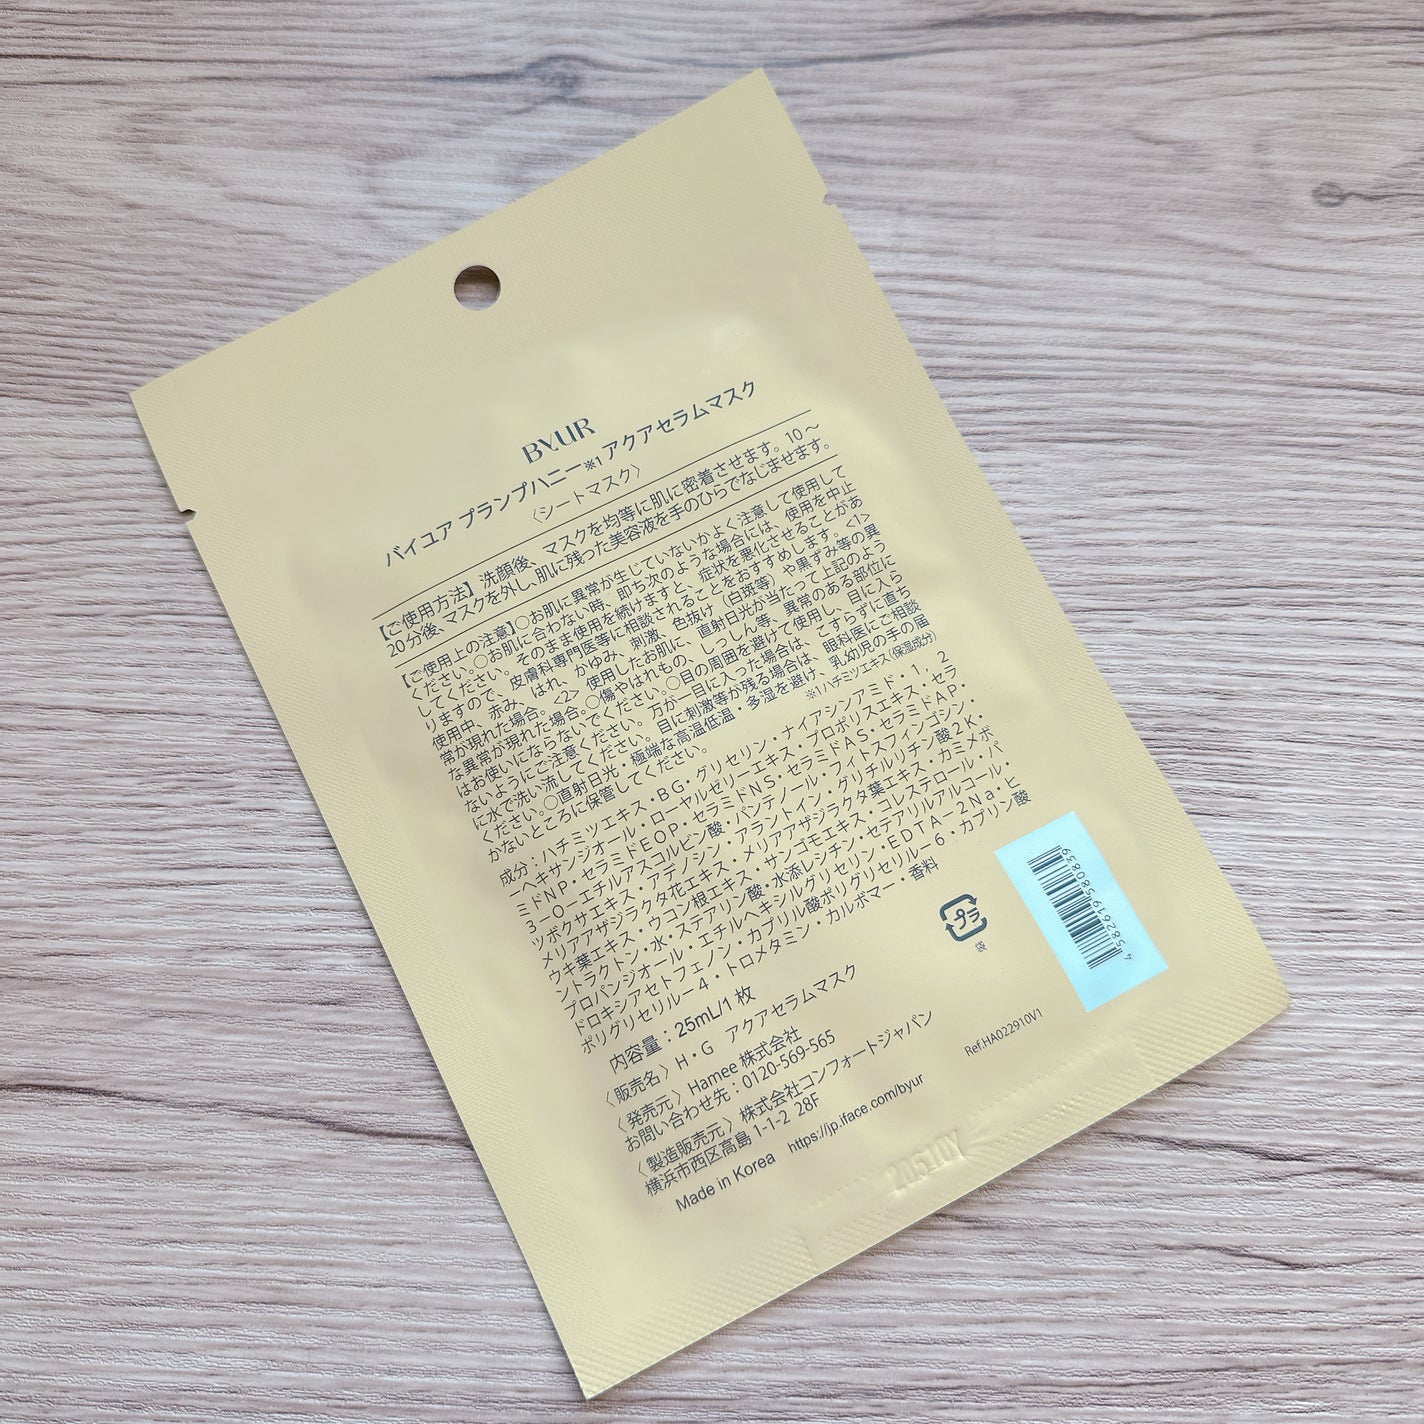 BYUR
バイユア プランプハニー※1 アクアセラムマスク
〈シートマスク〉
【ご使用方法】洗顔後、マスクを均等に肌に密着させます。10～
20分後、マスクを外し、肌に残った美容液を手のひらでなじませます。
【ご使用上の注意】○お肌に異常が生じていないかよく注意して使用して
ください。○お肌に合わない時、即ち次のような場合には、使用を中止
してください。そのまま使用を続けますと、症状を悪化させることがあ
りますので、皮膚科専門医等に相談されることをおすすめします。<1>
使用中、赤み、はれ、かゆみ、刺激、色抜け（白斑等）や黒ずみ等の異
常が現れた場合。<2> 使用したお肌に、直射日光が当たって上記のよう
な異常が現れた場合。○傷やはれもの、しっしん等、異常のある部位に
はお使いにならないでください。○目の周囲を避けて使用し、目に入ら
ないようにご注意ください。万が一目に入った場合は、こすらずに直ち
に水で洗い流してください。目に刺激等が残る場合は、眼科医にご相談
ください。○直射日光・極端な高温低温・多湿を避け、乳幼児の手の届
かないところに保管してください。
※1 ハチミツエキス（保湿成分）
成分：ハチミツエキス・BG・グリセリン・ナイアシンアミド・1，2
－ヘキサンジオール・ローヤルゼリーエキス・プロポリスエキス・セラ
ミドNP・セラミドEOP・セラミドNS・セラミドAS・セラミドAP・
3－O－エチルアスコルビン酸・パンテノール・フィトスフィンゴシン・
ツボクサエキス・アデノシン・アラントイン・グリチルリチン酸2K・
メリアアザジラクタ花エキス・メリアアザジラクタ葉エキス・カミメボ
ウキ葉エキス・ウコン根エキス・サンゴモエキス・コレステロール・パ
ントラクトン・水・ステアリン酸・水添レシチン・セテアリルアルコール・
プロパンジオール・エチルヘキシルグリセリン・EDTA－2Na・ヒ
ドロキシアセトフェノン・カプリル酸ポリグリセリル－6・カプリン酸
ポリグリセリル－4・トロメタミン・カルボマー・香料
内容量：25mL/1 枚
〈販売名〉H・G アクアセラムマスク
〈発売元〉Hamee 株式会社
お問い合わせ先：0120-569-565
〈製造販売元〉株式会社コンフォートジャパン
横浜市西区高島 1-1-2 28F
Made in Korea https://jp.iface.com/byur
プラ
袋
4 582619 580839
Ref.HA022910V1